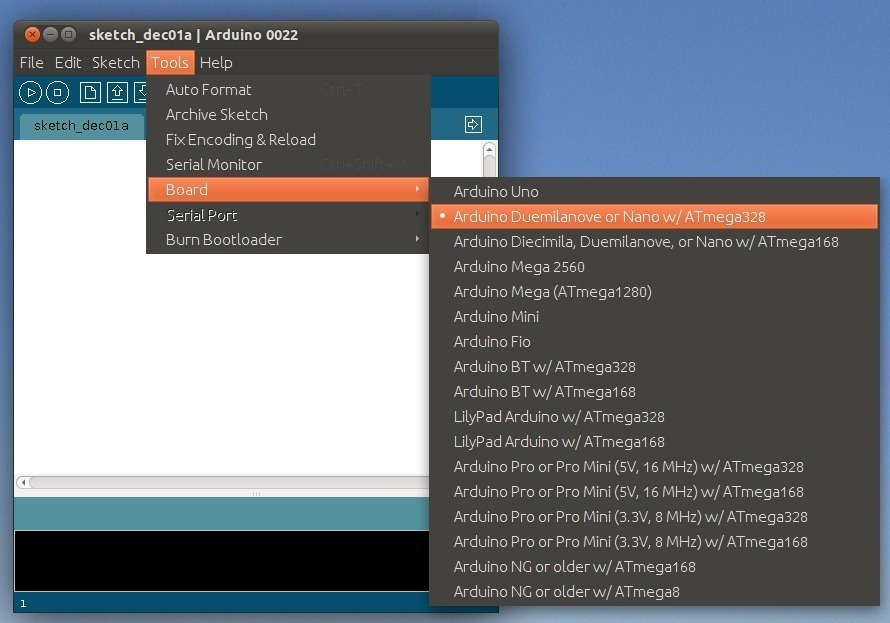 sketch_dec01a | Arduino 0022
File Edit Sketch Tools Help
sketch_dec01a
Auto Format Ctrl+T
Archive Sketch
Fix Encoding & Reload
Serial Monitor Ctrl+Shift+M
Board
Serial Port
Burn Bootloader
Arduino Uno
Arduino Duemilanove or Nano w/ ATmega328
Arduino Diecimila, Duemilanove, or Nano w/ ATmega168
Arduino Mega 2560
Arduino Mega (ATmega1280)
Arduino Mini
Arduino Fio
Arduino BT w/ ATmega328
Arduino BT w/ ATmega168
LilyPad Arduino w/ ATmega328
LilyPad Arduino w/ ATmega168
Arduino Pro or Pro Mini (5V, 16 MHz) w/ ATmega328
Arduino Pro or Pro Mini (5V, 16 MHz) w/ ATmega168
Arduino Pro or Pro Mini (3.3V, 8 MHz) w/ ATmega328
Arduino Pro or Pro Mini (3.3V, 8 MHz) w/ ATmega168
Arduino NG or older w/ ATmega168
Arduino NG or older w/ ATmega8
1